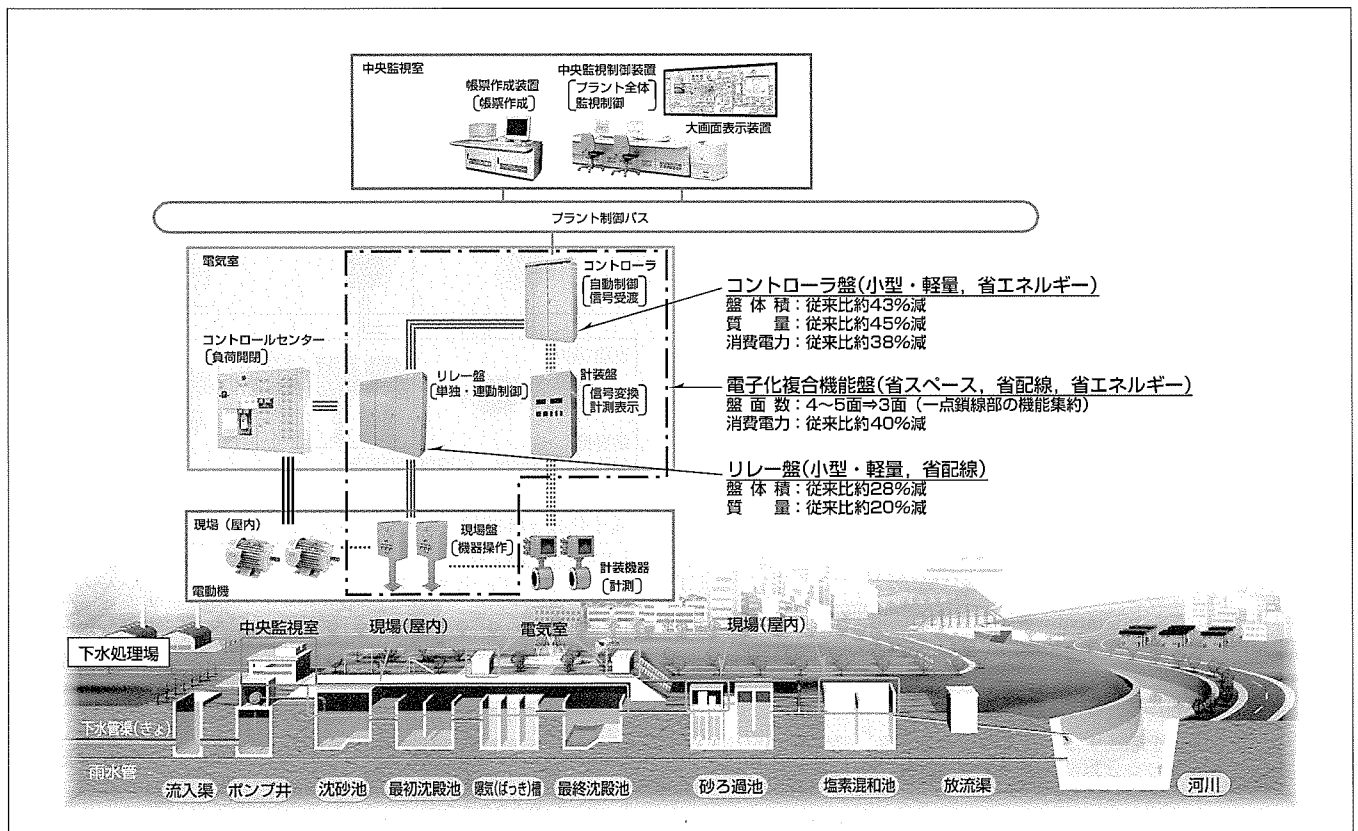 中央監視室
帳票作成装置
〔帳票作成〕
中央監視制御装置
〔プラント全体
監視制御〕
大画面表示装置
プラント制御バス
電気室
コントローラ
〔自動制御
信号受渡〕
コントロールセンター
〔負荷開閉〕
リレー盤
〔単独・連動制御〕
計装盤
〔信号変換
計測表示〕
コントローラ盤(小型・軽量，省エネルギー)
盤体積：従来比約43%減
質量：従来比約45%減
消費電力：従来比約38%減
電子化複合機能盤(省スペース，省配線，省エネルギー)
盤面数：4～5面⇒3面（一点鎖線部の機能集約）
消費電力：従来比約40%減
リレー盤(小型・軽量，省配線)
盤体積：従来比約28%減
質量：従来比約20%減
現場（屋内）
電動機
現場盤
〔機器操作〕
計装機器
〔計測〕
中央監視室
現場(屋内)
電気室
現場(屋内)
下水処理場
下水管渠(きょ)
雨水管
流入渠
ポンプ井
沈砂池
最初沈殿池
曝気(ばっき)槽
最終沈殿池
砂ろ過池
塩素混和池
放流渠
河川